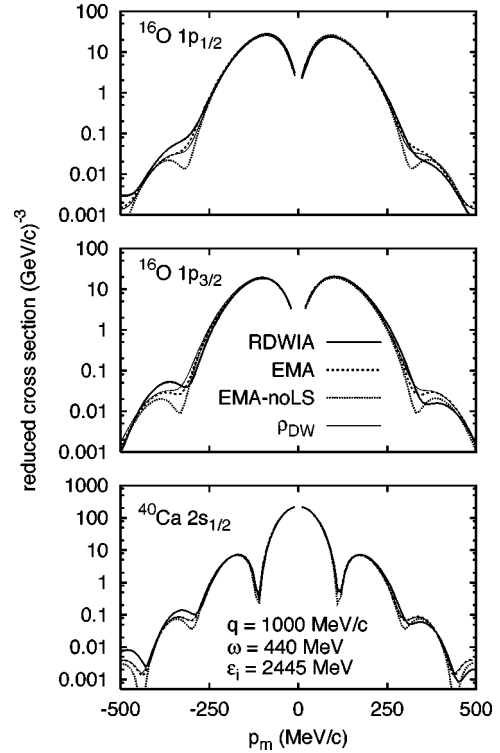 100
10
1
0.1
0.01
0.001
¹⁶O 1p₁/₂
100
10
1
0.1
0.01
0.001
¹⁶O 1p₃/₂
RDWIA
EMA
EMA-noLS
ρDW
reduced cross section (GeV/c)⁻³
1000
100
10
1
0.1
0.01
0.001
⁴⁰Ca 2s₁/₂
q = 1000 MeV/c
ω = 440 MeV
εᵢ = 2445 MeV
-500 -250 0 250 500
pₘ (MeV/c)